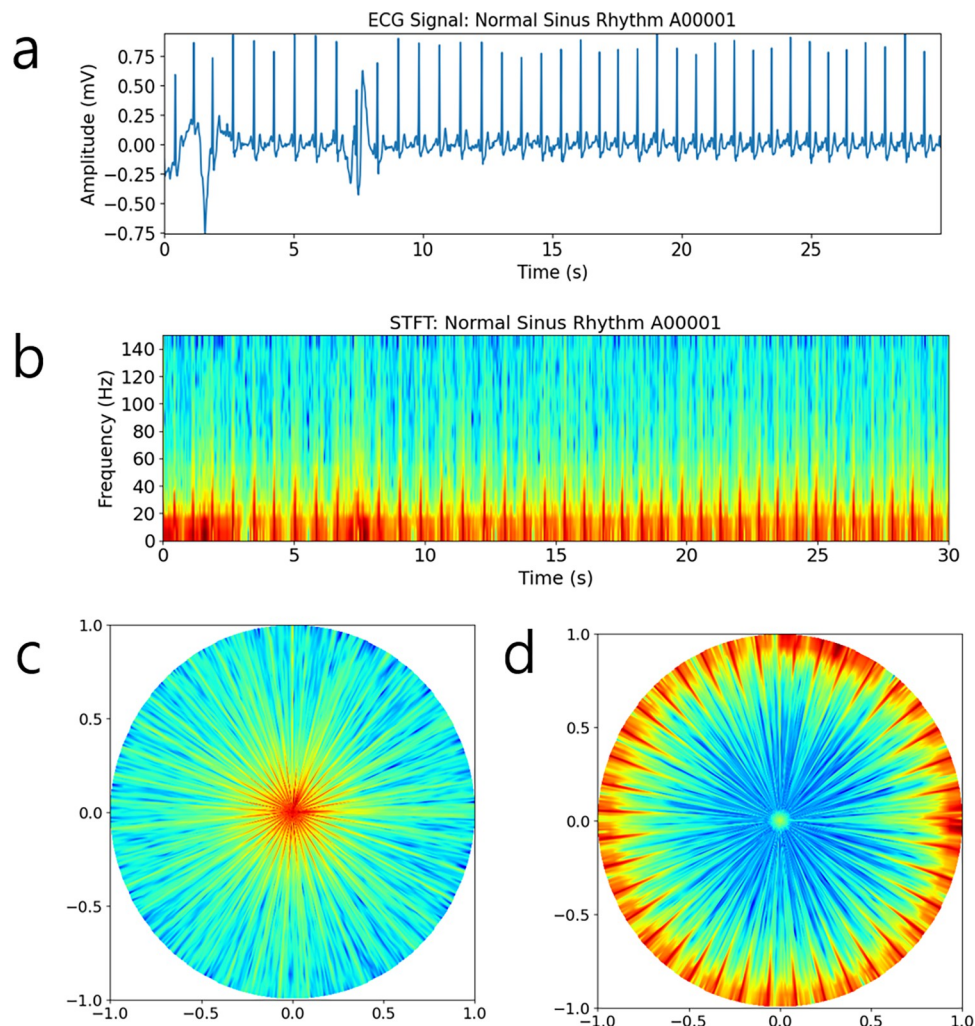 a
ECG Signal: Normal Sinus Rhythm A00001
Amplitude (mV)
0.75
0.50
0.25
0.00
−0.25
−0.50
−0.75
0 5 10 15 20 25
Time (s)
b
STFT: Normal Sinus Rhythm A00001
Frequency (Hz)
140
120
100
80
60
40
20
0
0 5 10 15 20 25 30
Time (s)
c
1.0
0.5
0.0
−0.5
−1.0
−1.0 −0.5 0.0 0.5 1.0
d
1.0
0.5
0.0
−0.5
−1.0
−1.0 −0.5 0.0 0.5 1.0